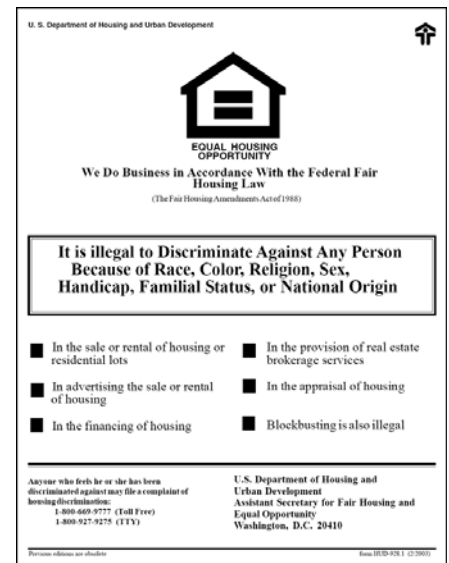 U. S. Department of Housing and Urban Development
EQUAL HOUSING
OPPORTUNITY
We Do Business in Accordance With the Federal Fair
Housing Law
(The Fair Housing Amendments Act of 1988)
It is illegal to Discriminate Against Any Person
Because of Race, Color, Religion, Sex,
Handicap, Familial Status, or National Origin
In the sale or rental of housing or
residential lots
In advertising the sale or rental
of housing
In the financing of housing
In the provision of real estate
brokerage services
In the appraisal of housing
Blockbusting is also illegal
Anyone who feels he or she has been
discriminated against may file a complaint of
housing discrimination:
1-800-669-9777 (Toll Free)
1-800-927-9275 (TTY)
U.S. Department of Housing and
Urban Development
Assistant Secretary for Fair Housing and
Equal Opportunity
Washington, D.C. 20410
Previous editions are obsolete
form HUD-928.1 (2/2003)